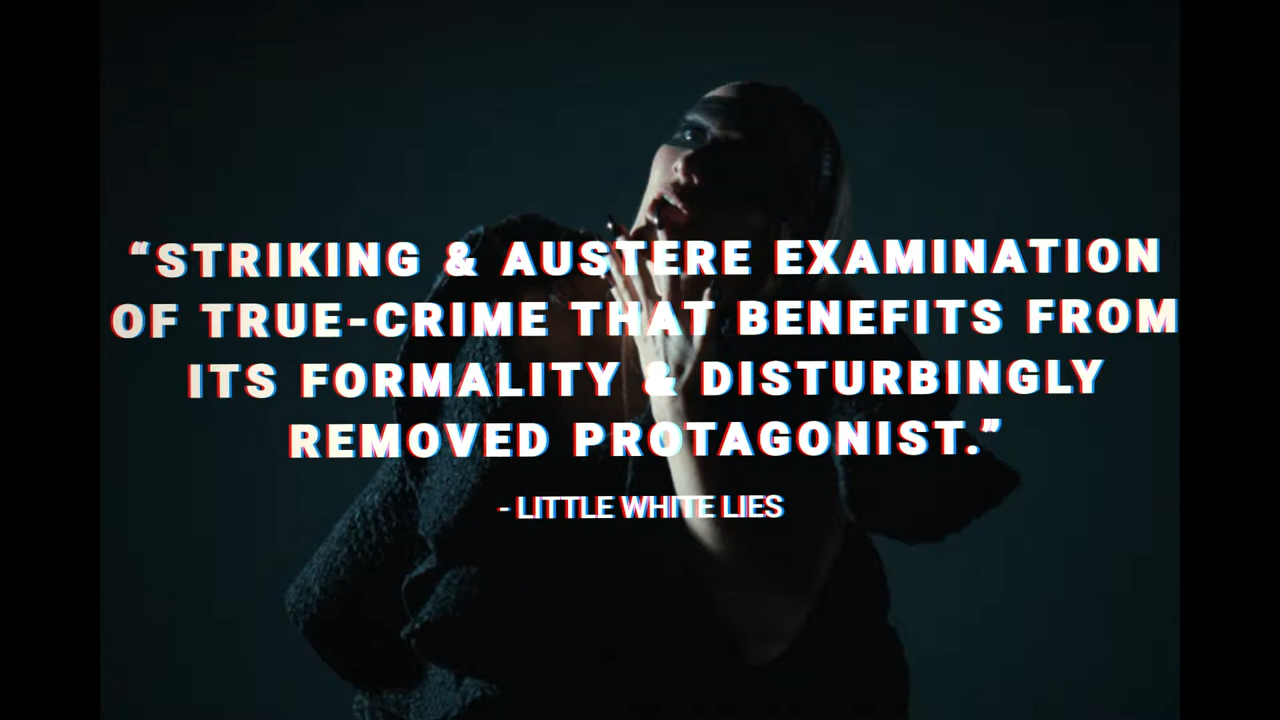 “STRIKING & AUSTERE EXAMINATION
OF TRUE-CRIME THAT BENEFITS FROM
ITS FORMALITY & DISTURBINGLY
REMOVED PROTAGONIST.”
- LITTLE WHITE LIES